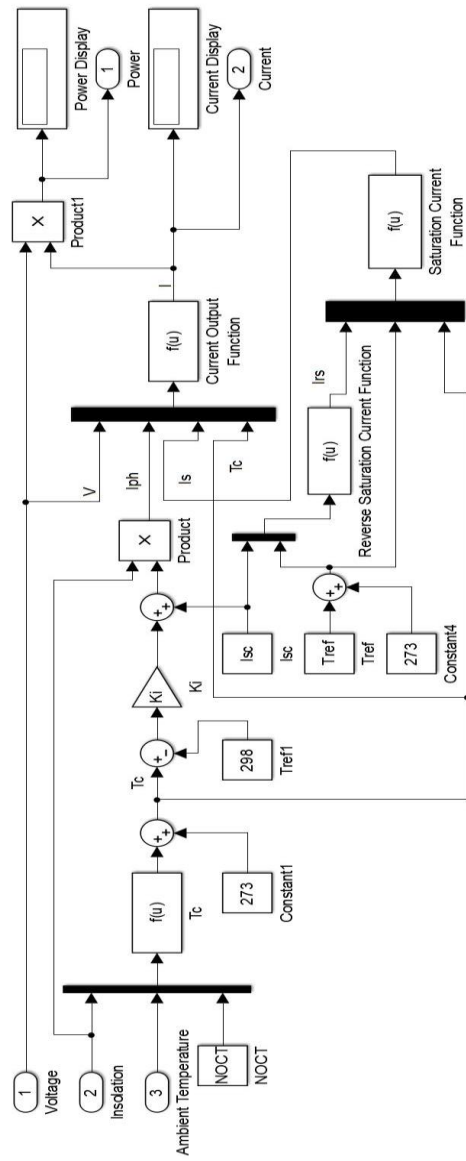 1
Voltage
2
Insolation
3
Ambient Temperature
NOCT
NOCT
f(u)
Tc
273
Constant1
++
Tc
+-
298
Tref1
Ki
Ki
++
X
Product
Isc
Isc
Tref
Tref
++
273
Constant4
V
Iph
Is
Tc
f(u)
Current Output
Function
I
f(u)
Reverse Saturation Current Function
Irs
f(u)
Saturation Current
Function
X
Product1
Power Display
1
Power
Current Display
2
Current